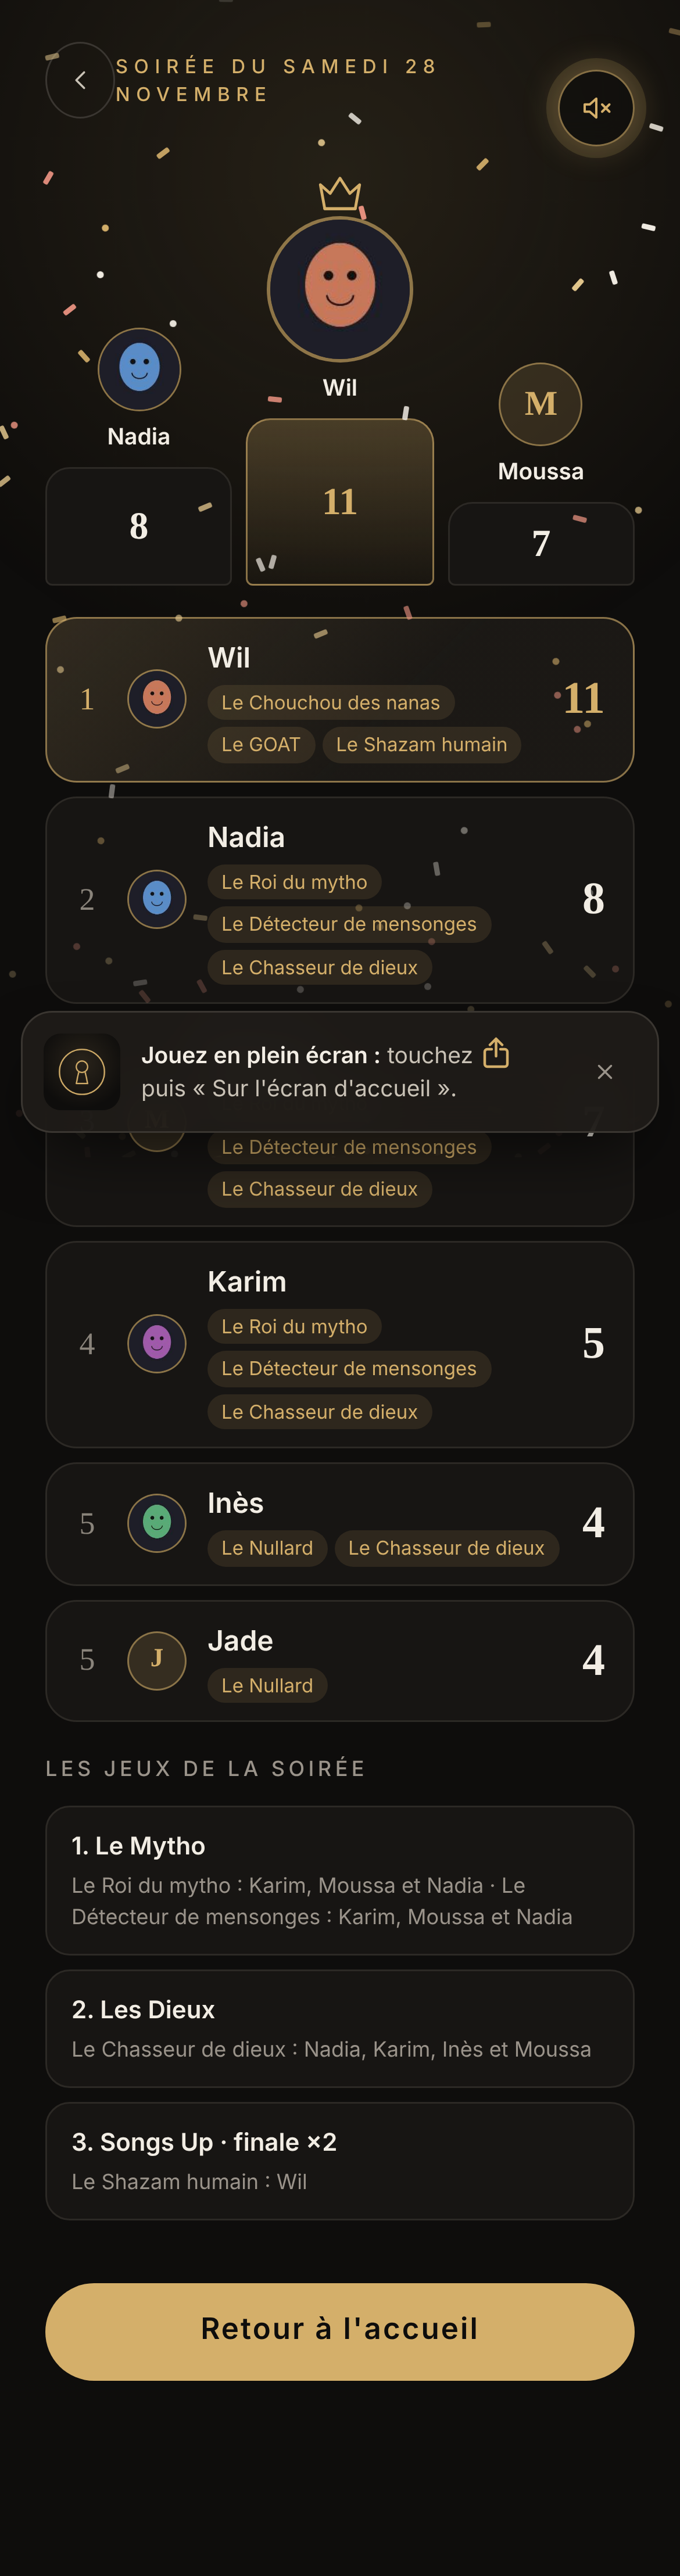 SOIRÉE DU SAMEDI 28
NOVEMBRE
Wil
Nadia
M
Moussa
8
11
7
1
Wil
Le Chouchou des nanas
Le GOAT
Le Shazam humain
11
2
Nadia
Le Roi du mytho
Le Détecteur de mensonges
Le Chasseur de dieux
8
Jouez en plein écran : touchez
puis « Sur l'écran d'accueil ».
M
7
Le Détecteur de mensonges
Le Chasseur de dieux
4
Karim
Le Roi du mytho
Le Détecteur de mensonges
Le Chasseur de dieux
5
5
Inès
Le Nullard
Le Chasseur de dieux
4
5
J
Jade
Le Nullard
4
LES JEUX DE LA SOIRÉE
1. Le Mytho
Le Roi du mytho : Karim, Moussa et Nadia · Le
Détecteur de mensonges : Karim, Moussa et Nadia
2. Les Dieux
Le Chasseur de dieux : Nadia, Karim, Inès et Moussa
3. Songs Up · finale ×2
Le Shazam humain : Wil
Retour à l'accueil